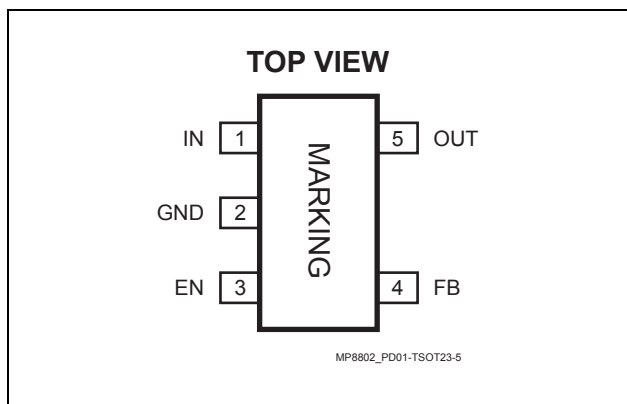 TOP VIEW
IN 1 5 OUT
MARKING
GND 2
EN 3 4 FB
MP8802_PD01-TSOT23-5